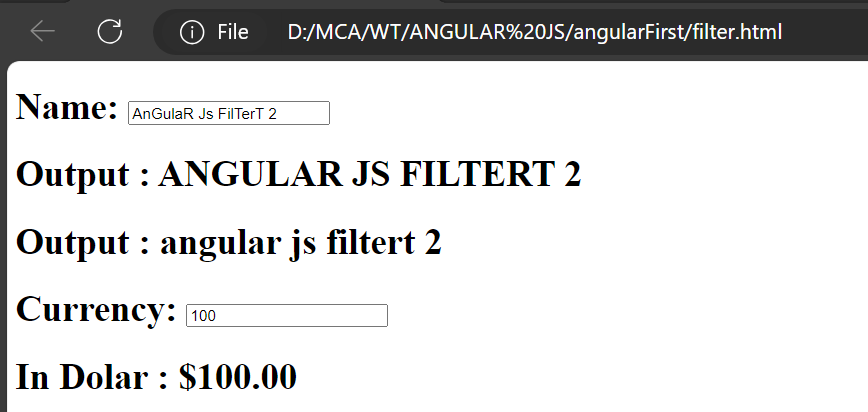 File D:/MCA/WT/ANGULAR%20JS/angularFirst/filter.html
Name: AnGulaR Js FilTerT 2
Output : ANGULAR JS FILTERT 2
Output : angular js filtert 2
Currency: 100
In Dolar : $100.00